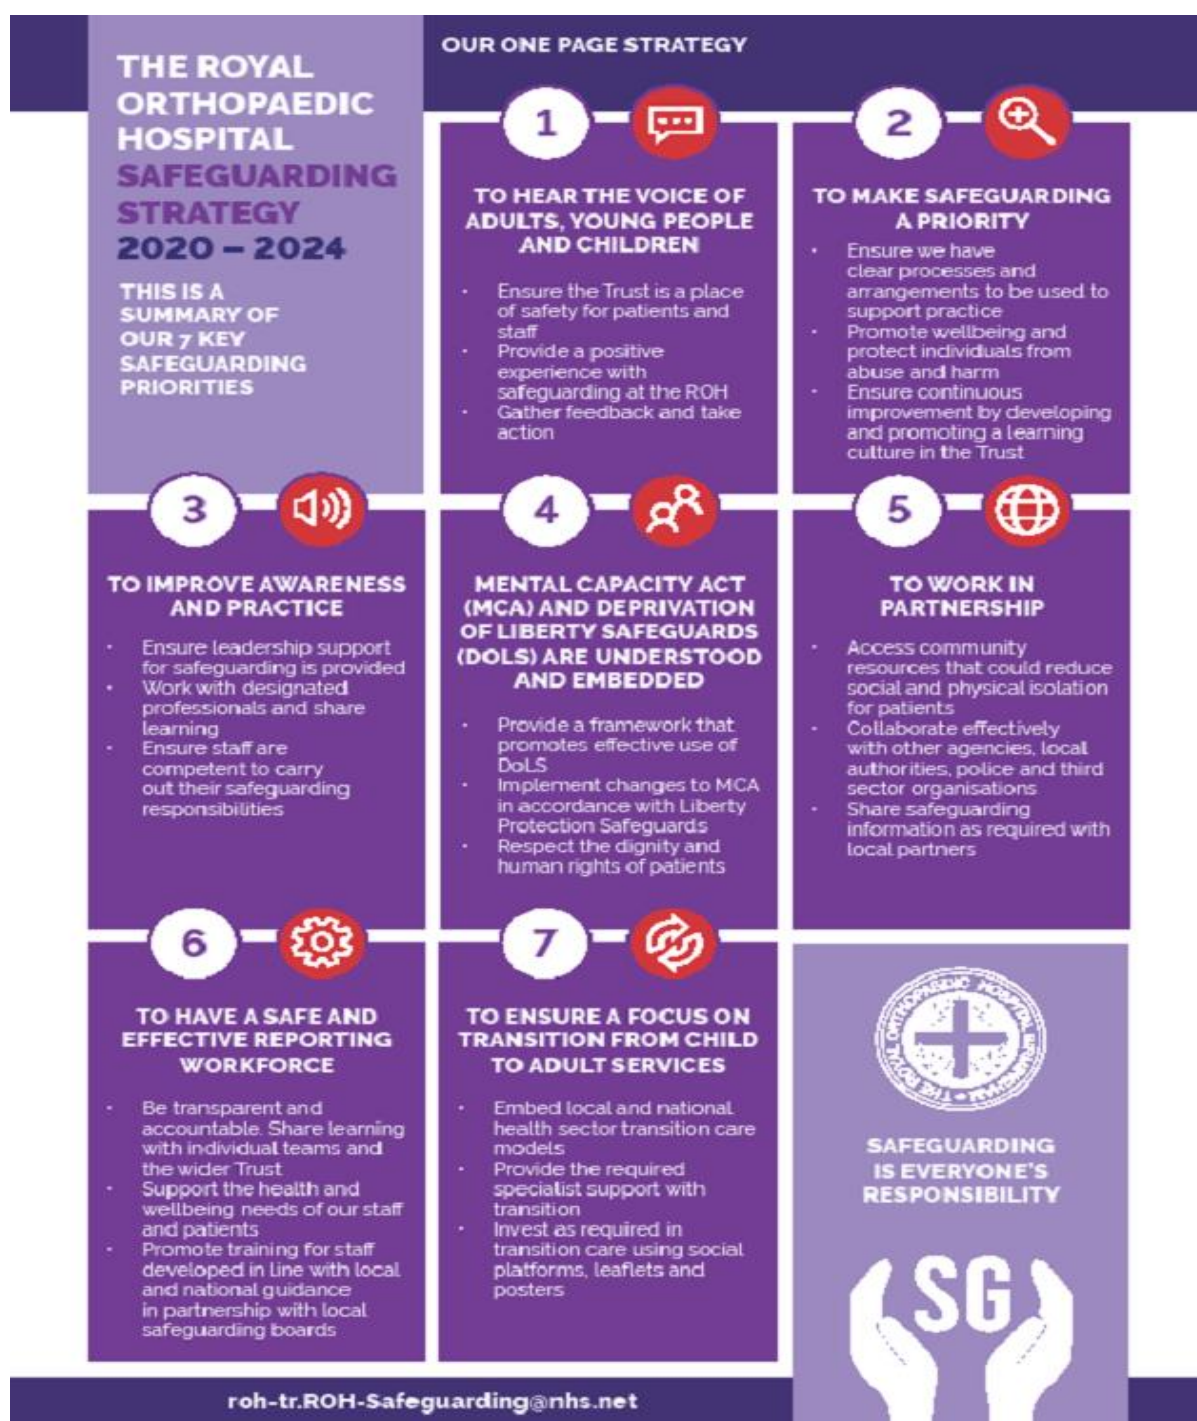 THE ROYAL
ORTHOPAEDIC
HOSPITAL
SAFEGUARDING
STRATEGY
2020 – 2024
THIS IS A
SUMMARY OF
OUR 7 KEY
SAFEGUARDING
PRIORITIES
OUR ONE PAGE STRATEGY
1
TO HEAR THE VOICE OF
ADULTS, YOUNG PEOPLE
AND CHILDREN
• Ensure the Trust is a place
of safety for patients and
staff
• Provide a positive
experience with
safeguarding at the ROH
• Gather feedback and take
action
2
TO MAKE SAFEGUARDING
A PRIORITY
• Ensure we have
clear processes and
arrangements to be used to
support practice
• Promote wellbeing and
protect individuals from
abuse and harm
• Ensure continuous
improvement by developing
and promoting a learning
culture in the Trust
3
TO IMPROVE AWARENESS
AND PRACTICE
• Ensure leadership support
for safeguarding is provided
• Work with designated
professionals and share
learning
• Ensure staff are
competent to carry
out their safeguarding
responsibilities
4
MENTAL CAPACITY ACT
(MCA) AND DEPRIVATION
OF LIBERTY SAFEGUARDS
(DOLS) ARE UNDERSTOOD
AND EMBEDDED
• Provide a framework that
promotes effective use of
DoLS
• Implement changes to MCA
in accordance with Liberty
Protection Safeguards
• Respect the dignity and
human rights of patients
5
TO WORK IN
PARTNERSHIP
• Access community
resources that could reduce
social and physical isolation
for patients
• Collaborate effectively
with other agencies, local
authorities, police and third
sector organisations
• Share safeguarding
information as required with
local partners
6
TO HAVE A SAFE AND
EFFECTIVE REPORTING
WORKFORCE
• Be transparent and
accountable. Share learning
with individual teams and
the wider Trust
• Support the health and
wellbeing needs of our staff
and patients
• Promote training for staff
developed in line with local
and national guidance
in partnership with local
safeguarding boards
7
TO ENSURE A FOCUS ON
TRANSITION FROM CHILD
TO ADULT SERVICES
• Embed local and national
health sector transition care
models
• Provide the required
specialist support with
transition
• Invest as required in
transition care using social
platforms, leaflets and
posters
THE ROYAL ORTHOPAEDIC HOSPITAL BIRMINGHAM
SAFEGUARDING
IS EVERYONE'S
RESPONSIBILITY
SG
roh-tr.ROH-Safeguarding@nhs.net